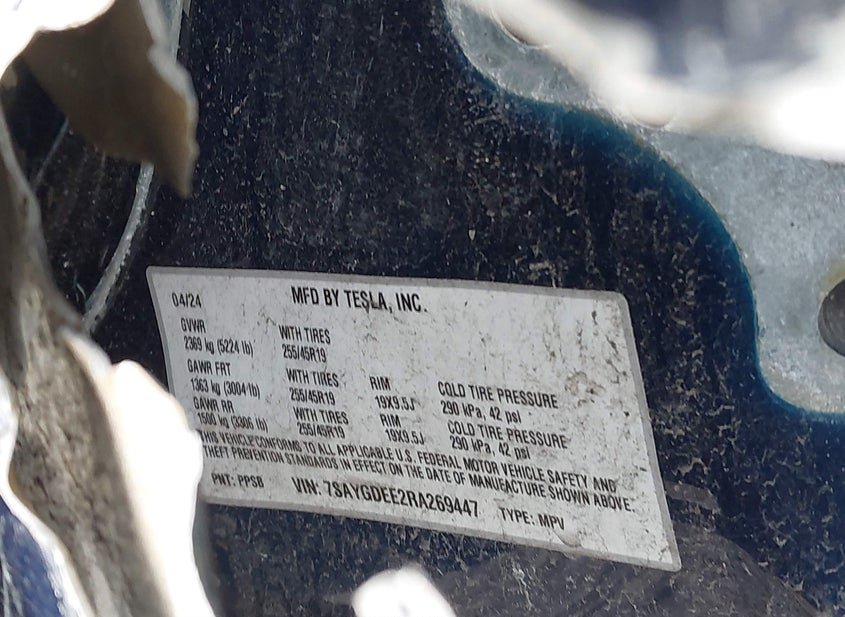 04/24 MFD BY TESLA, INC.
GVWR
2369 kg (5224 lb) WITH TIRES 255/45R19
GAWR FRT WITH TIRES RIM COLD TIRE PRESSURE
1363 kg (3004 lb) 255/45R19 19X9.5J 290 kPa, 42 psi
GAWR RR WITH TIRES RIM COLD TIRE PRESSURE
kg (3306 lb) 255/45R19 19X9.5J 290 kPa, 42 psi
THIS VEHICLE CONFORMS TO ALL APPLICABLE U.S. FEDERAL MOTOR VEHICLE SAFETY AND
THEFT PREVENTION STANDARDS IN EFFECT ON THE DATE OF MANUFACTURE SHOWN ABOVE.
PNT: PPSB VIN: 7SAYGDEE2RA269447 TYPE: MPV